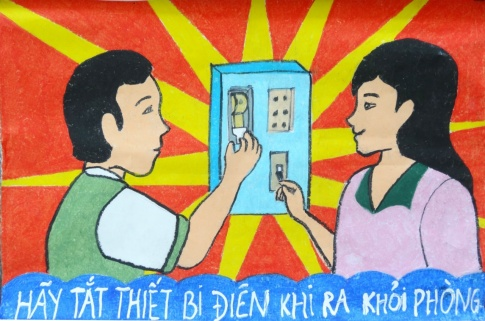 HÃY TẮT THIẾT BỊ ĐIỆN KHI RA KHỎI PHÒNG